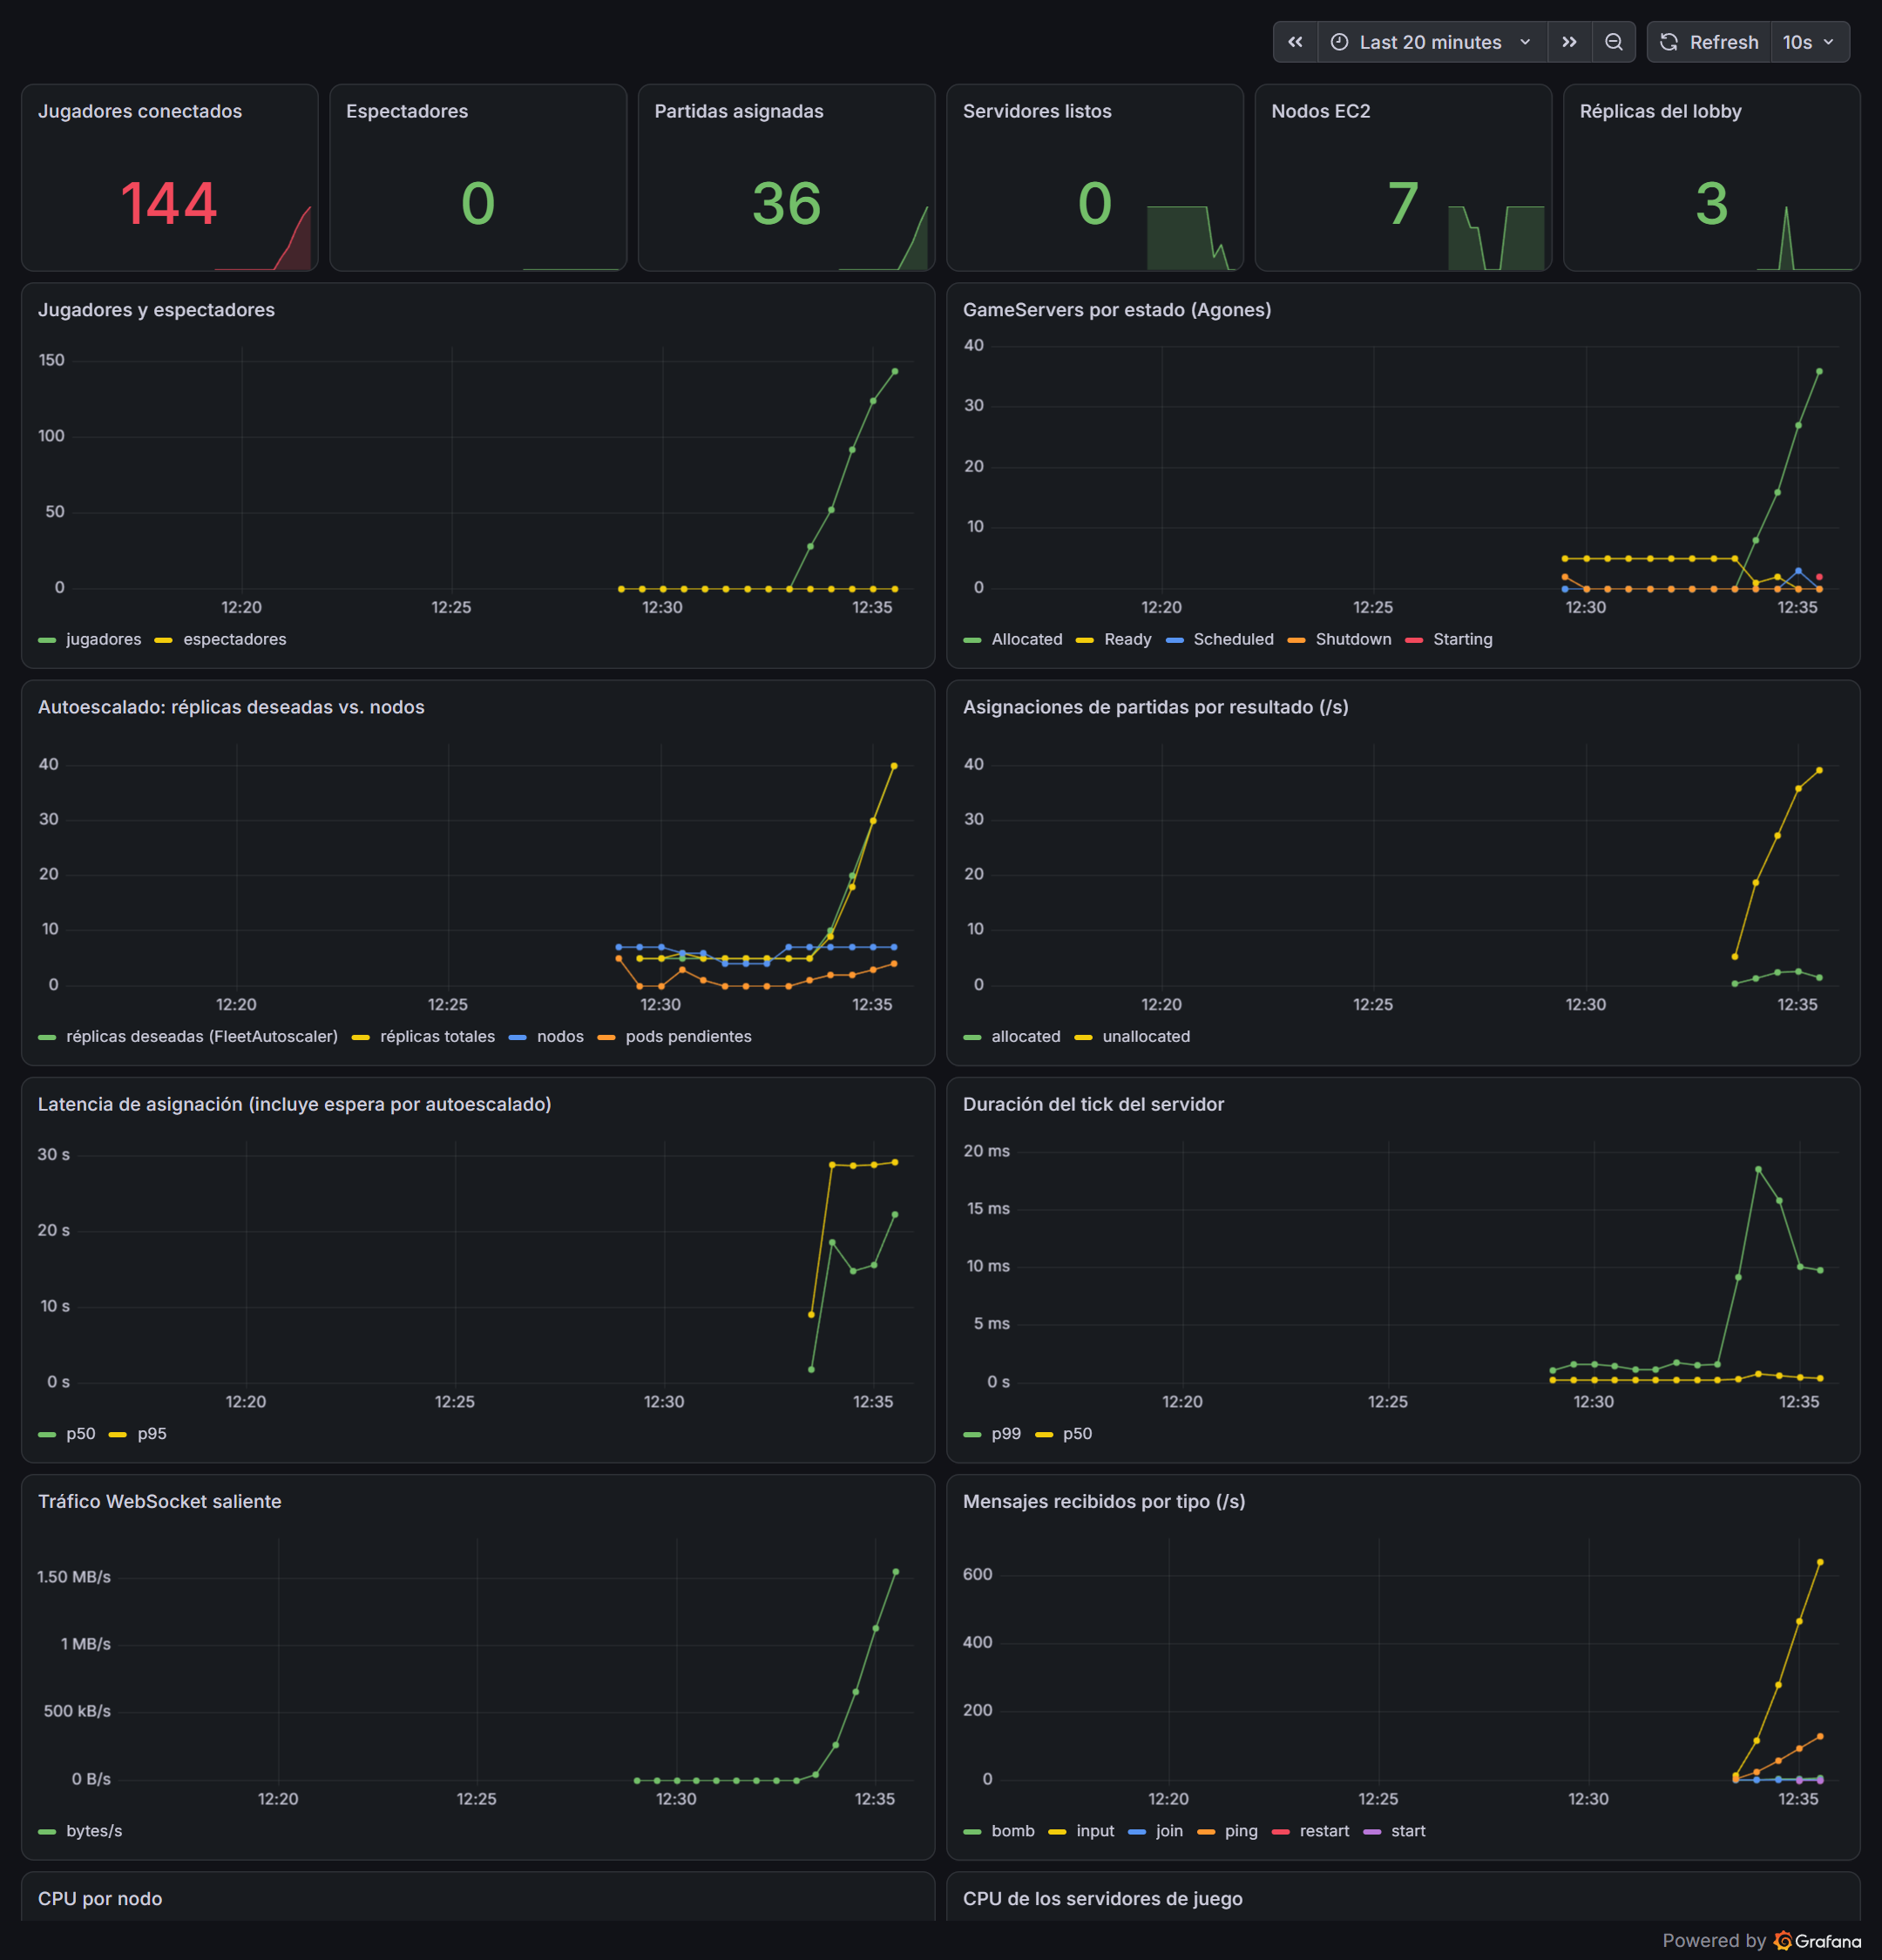 Last 20 minutes
Refresh
10s
Jugadores conectados
144
Espectadores
0
Partidas asignadas
36
Servidores listos
0
Nodos EC2
7
Réplicas del lobby
3
Jugadores y espectadores
150
100
50
0
12:20 12:25 12:30 12:35
jugadores espectadores
GameServers por estado (Agones)
40
30
20
10
0
12:20 12:25 12:30 12:35
Allocated Ready Scheduled Shutdown Starting
Autoescalado: réplicas deseadas vs. nodos
40
30
20
10
0
12:20 12:25 12:30 12:35
réplicas deseadas (FleetAutoscaler) réplicas totales nodos pods pendientes
Asignaciones de partidas por resultado (/s)
40
30
20
10
0
12:20 12:25 12:30 12:35
allocated unallocated
Latencia de asignación (incluye espera por autoescalado)
30 s
20 s
10 s
0 s
12:20 12:25 12:30 12:35
p50 p95
Duración del tick del servidor
20 ms
15 ms
10 ms
5 ms
0 s
12:20 12:25 12:30 12:35
p99 p50
Tráfico WebSocket saliente
1.50 MB/s
1 MB/s
500 kB/s
0 B/s
12:20 12:25 12:30 12:35
bytes/s
Mensajes recibidos por tipo (/s)
600
400
200
0
12:20 12:25 12:30 12:35
bomb input join ping restart start
CPU por nodo
CPU de los servidores de juego
Powered by Grafana